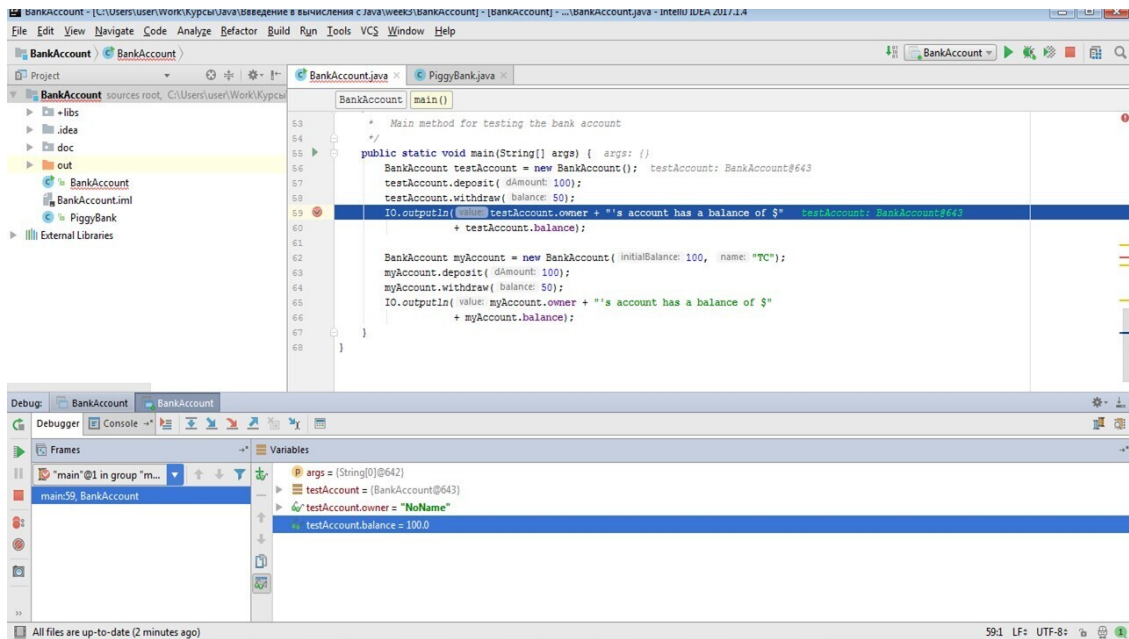 BankAccount - [C:\Users\user\Work\Курсы\Java\Введение в вычисления с Java\week3\BankAccount] - [BankAccount] - ...\BankAccount.java - IntelliJ IDEA 2017.1.4
File Edit View Navigate Code Analyze Refactor Build Run Tools VCS Window Help
BankAccount BankAccount
BankAccount
Project
BankAccount.java PiggyBank.java
BankAccount sources root, C:\Users\user\Work\Курсы
BankAccount main()
+libs
.idea
doc
out
BankAccount
BankAccount.iml
PiggyBank
External Libraries
53 * Main method for testing the bank account
54 */
55 public static void main(String[] args) { args: {}
56 BankAccount testAccount = new BankAccount(); testAccount: BankAccount@643
57 testAccount.deposit( dAmount: 100);
58 testAccount.withdraw( balance: 50);
59 IO.outputln( value: testAccount.owner + "'s account has a balance of $" testAccount: BankAccount@643
60 + testAccount.balance);
61
62 BankAccount myAccount = new BankAccount( initialBalance: 100, name: "TC");
63 myAccount.deposit( dAmount: 100);
64 myAccount.withdraw( balance: 50);
65 IO.outputln( value: myAccount.owner + "'s account has a balance of $"
66 + myAccount.balance);
67 }
68 }
Debug: BankAccount BankAccount
Debugger Console
Frames
Variables
"main"@1 in group "m...
main:59, BankAccount
args = {String[0]@642}
testAccount = {BankAccount@643}
testAccount.owner = "NoName"
testAccount.balance = 100.0
All files are up-to-date (2 minutes ago)
59:1 LF UTF-8 1